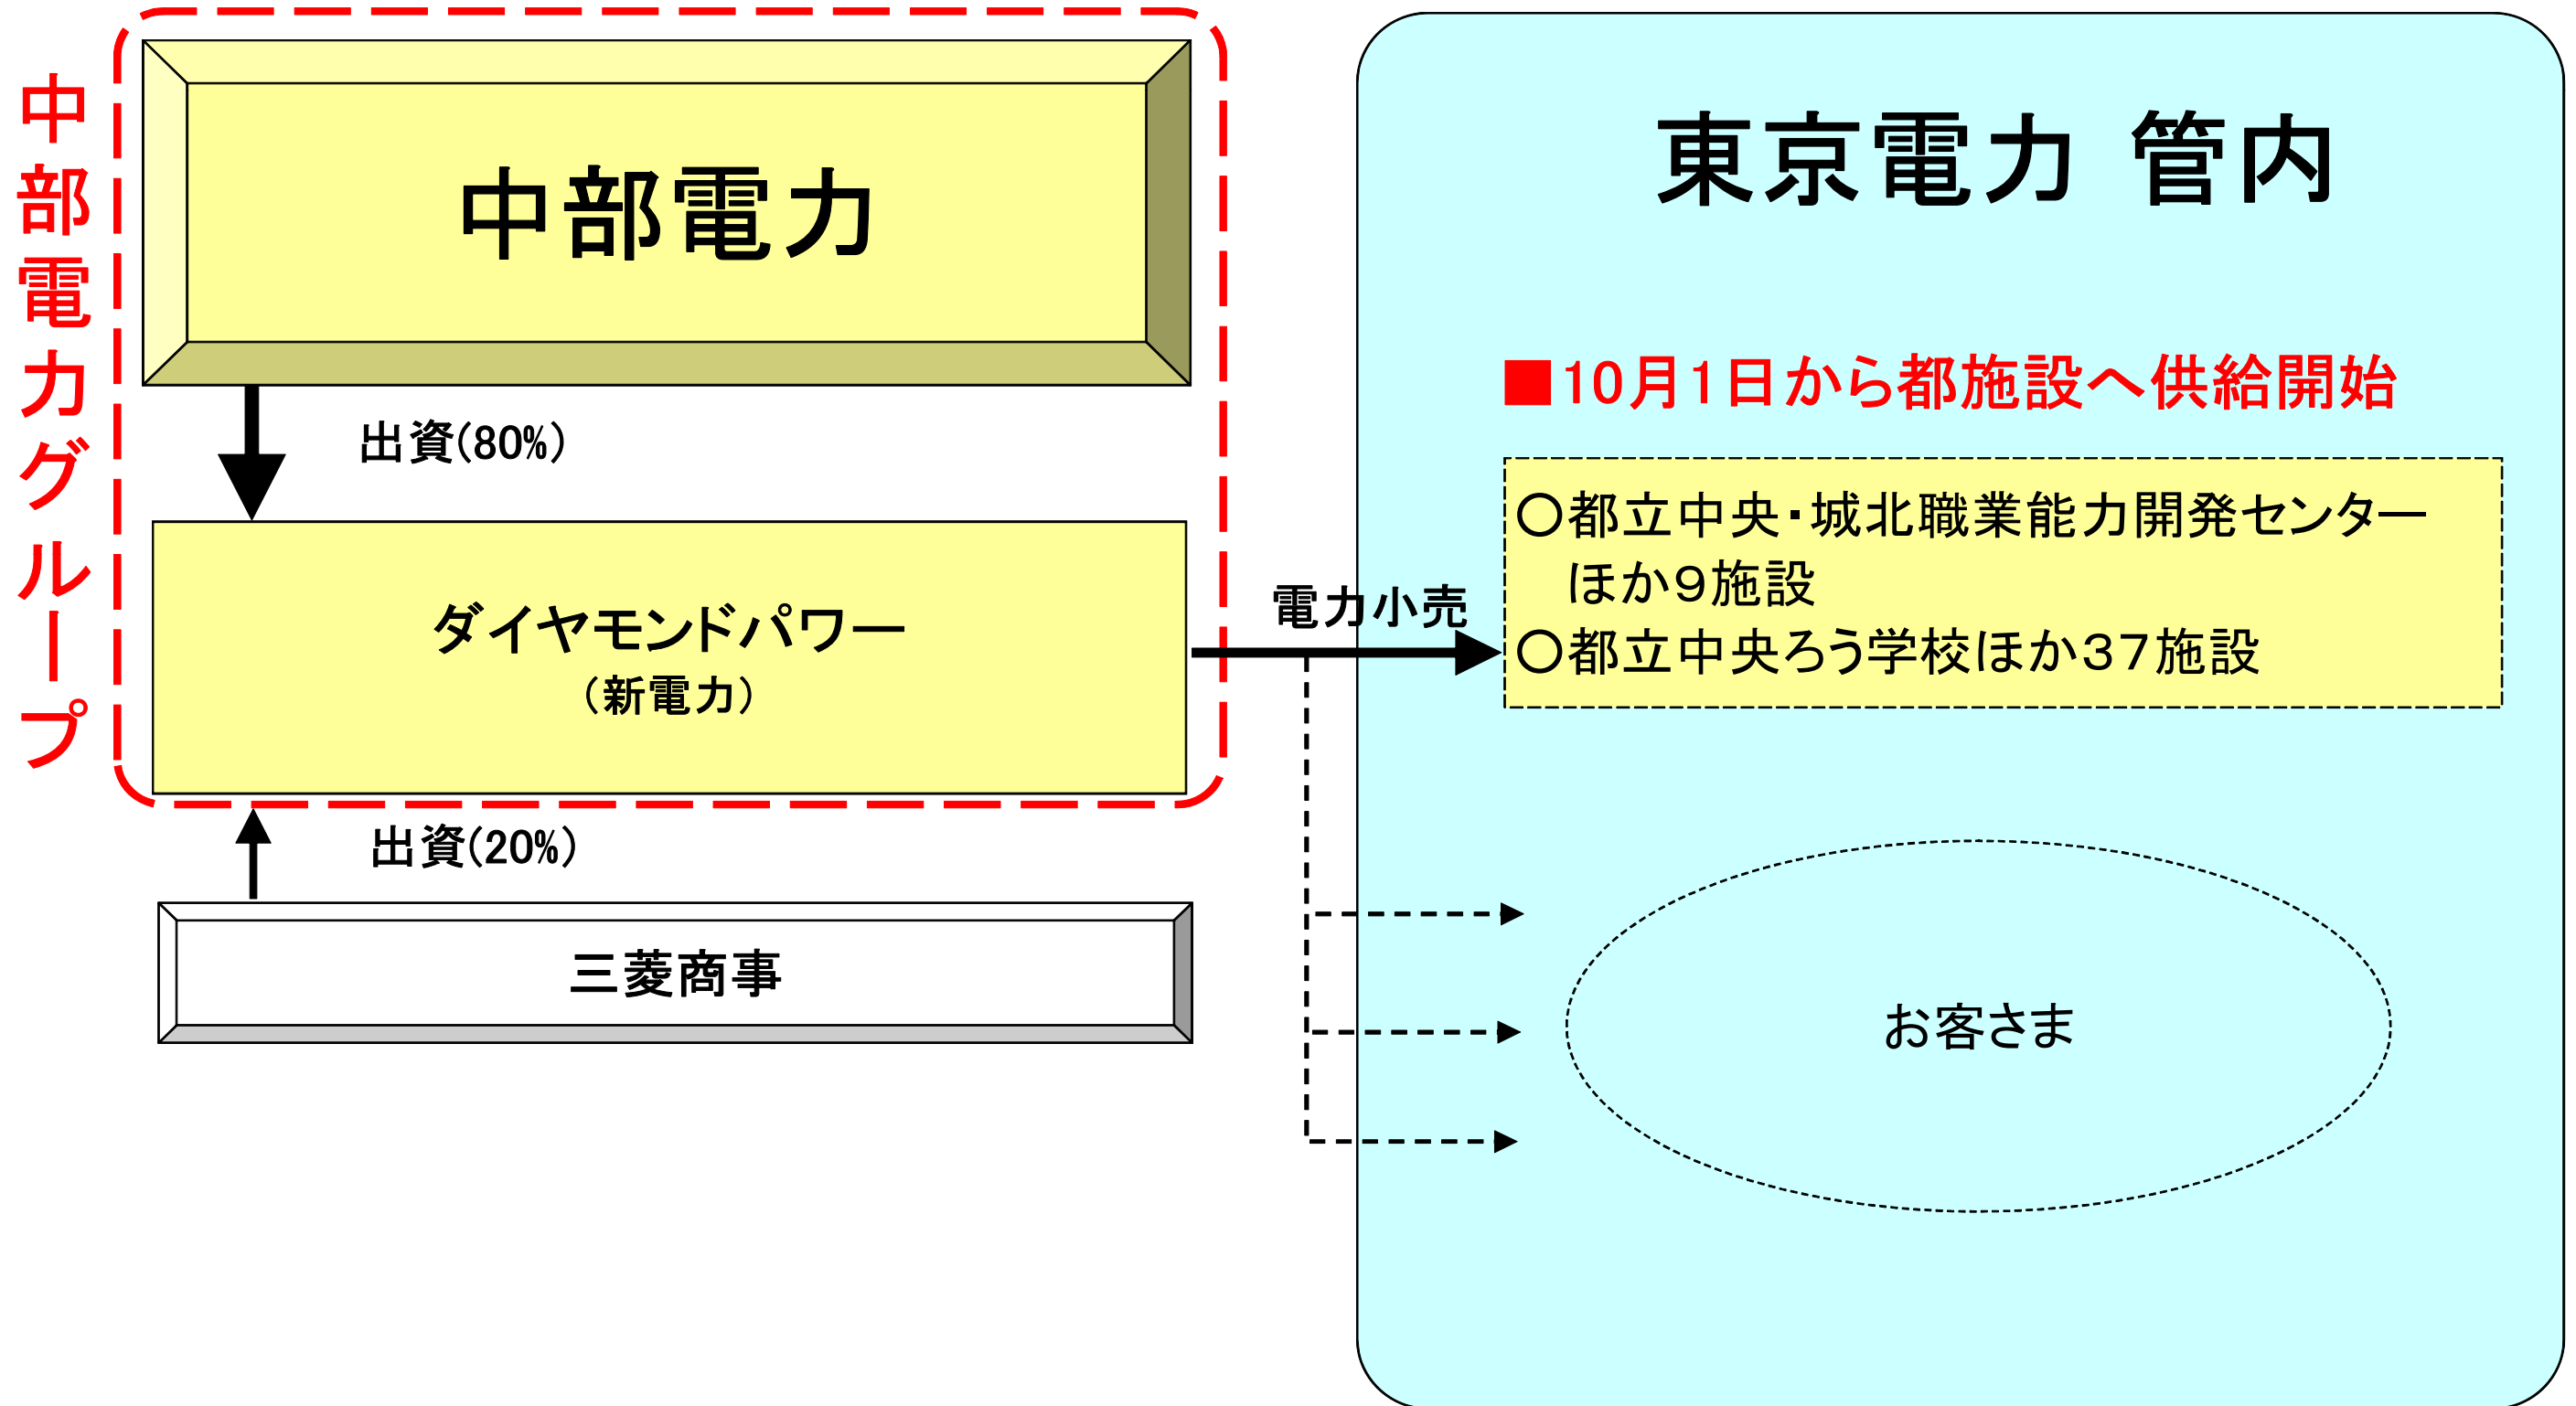 中部電力グループ
中部電力
出資(80%)
ダイヤモンドパワー
（新電力）
出資(20%)
三菱商事
電力小売
東京電力 管内
■10月1日から都施設へ供給開始
○都立中央・城北職業能力開発センター
ほか９施設
○都立中央ろう学校ほか37施設
お客さま